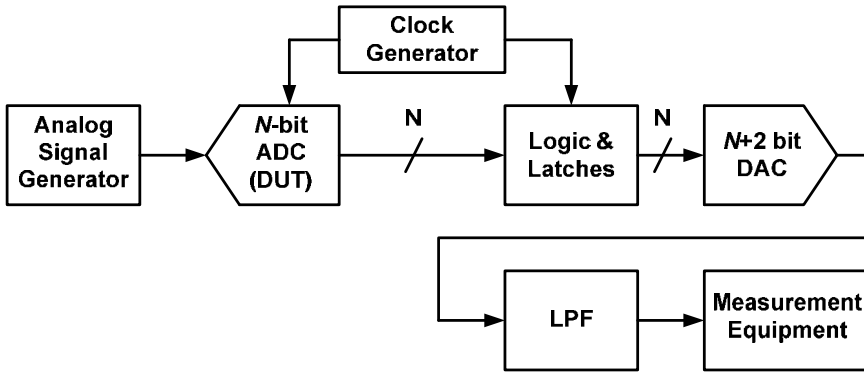 Clock
Generator
Analog
Signal
Generator
N-bit
ADC
(DUT)
N
Logic &
Latches
N
N+2 bit
DAC
LPF
Measurement
Equipment